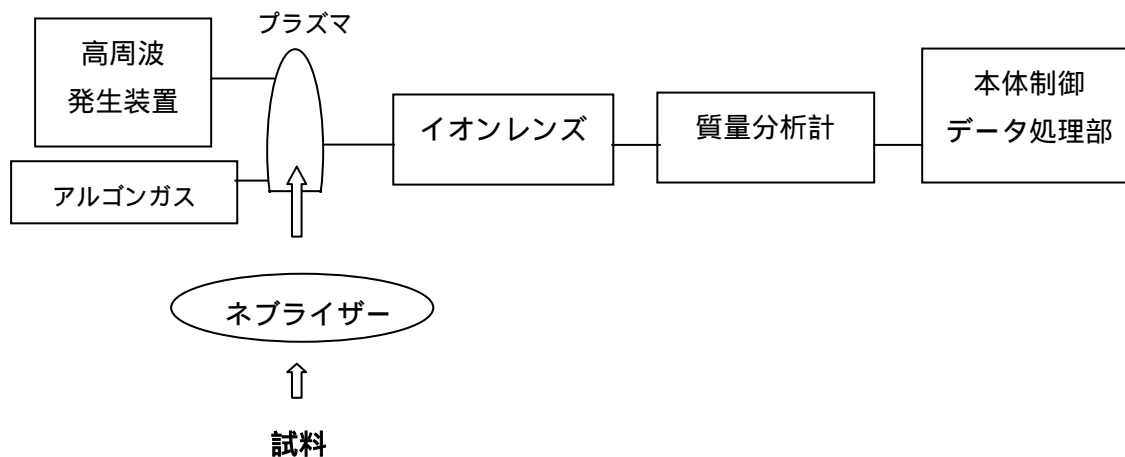 プラズマ
高周波
発生装置
アルゴンガス
イオンレンズ
質量分析計
本体制御
データ処理部
ネブライザー
試料